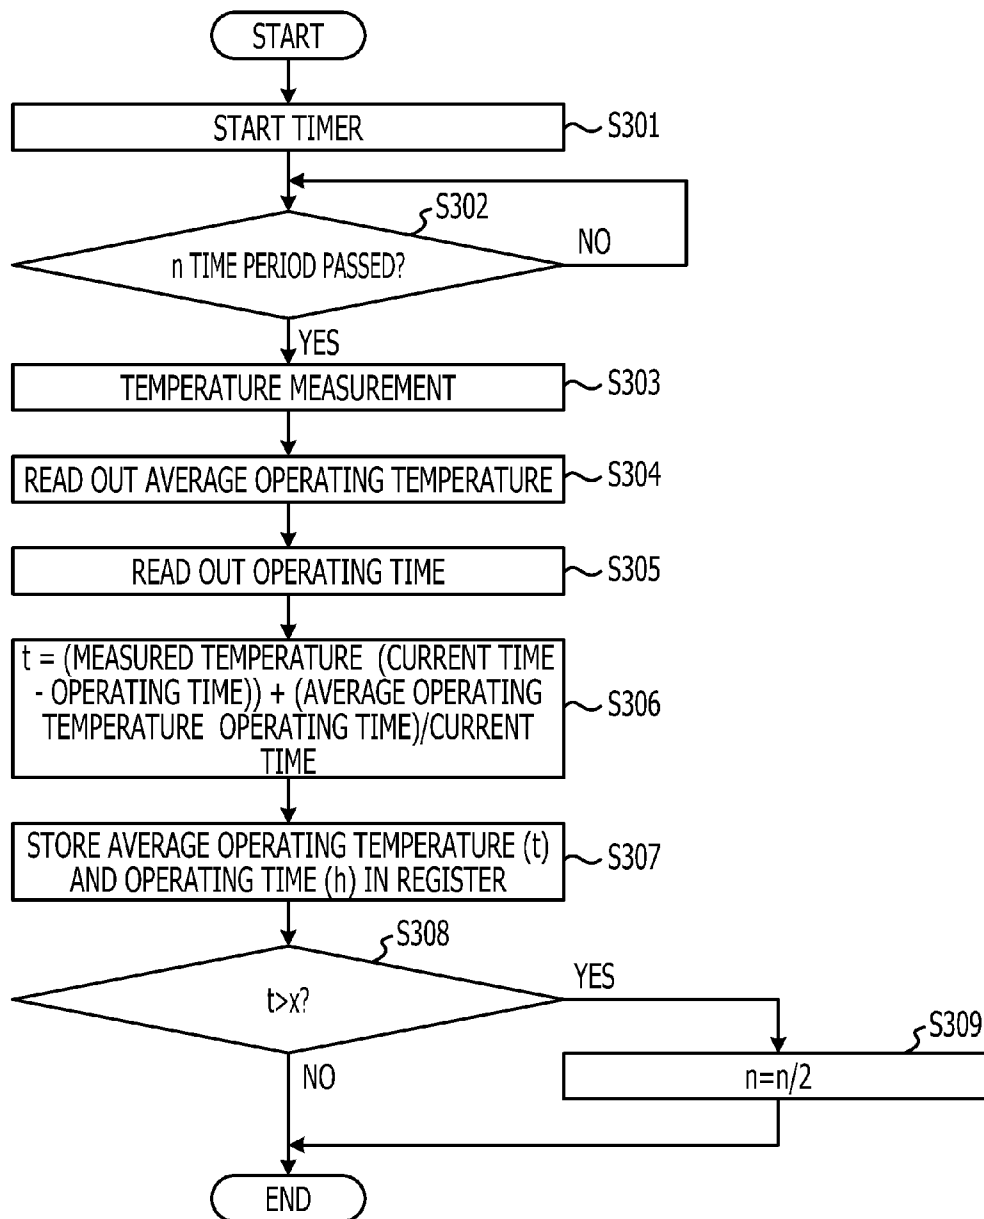 START
START TIMER
S301
S302
n TIME PERIOD PASSED?
NO
YES
TEMPERATURE MEASUREMENT
S303
READ OUT AVERAGE OPERATING TEMPERATURE
S304
READ OUT OPERATING TIME
S305
t = (MEASURED TEMPERATURE (CURRENT TIME
- OPERATING TIME)) + (AVERAGE OPERATING
TEMPERATURE OPERATING TIME)/CURRENT
TIME
S306
STORE AVERAGE OPERATING TEMPERATURE (t)
AND OPERATING TIME (h) IN REGISTER
S307
S308
t>x?
YES
NO
S309
n=n/2
END